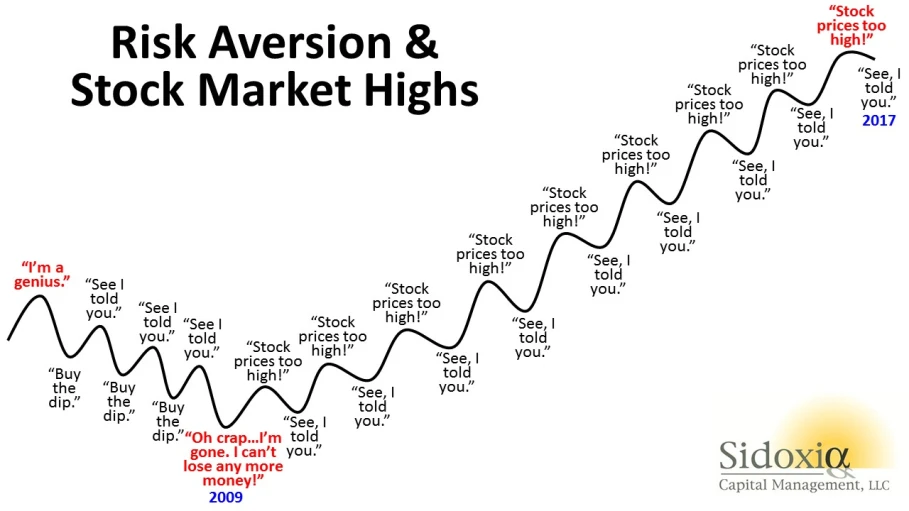 Risk Aversion &
Stock Market Highs
“I’m a
genius.”
“Buy
the
dip.”
“See I
told
you.”
“Buy
the
dip.”
“See I
told
you.”
“Buy
the
dip.”
“See I
told
you.”
“Oh crap…I’m
gone. I can’t
lose any more
money!”
2009
“Stock
prices too
high!”
“See, I
told
you.”
“Stock
prices too
high!”
“See, I
told
you.”
“Stock
prices too
high!”
“See, I
told
you.”
“Stock
prices too
high!”
“See, I
told
you.”
“Stock
prices too
high!”
“See, I
told
you.”
“Stock
prices too
high!”
“See, I
told
you.”
“Stock
prices too
high!”
“See, I
told
you.”
“Stock
prices too
high!”
“See, I
told
you.”
“Stock
prices too
high!”
“See, I
told
you.”
2017
Sidoxiα
Capital Management, LLC